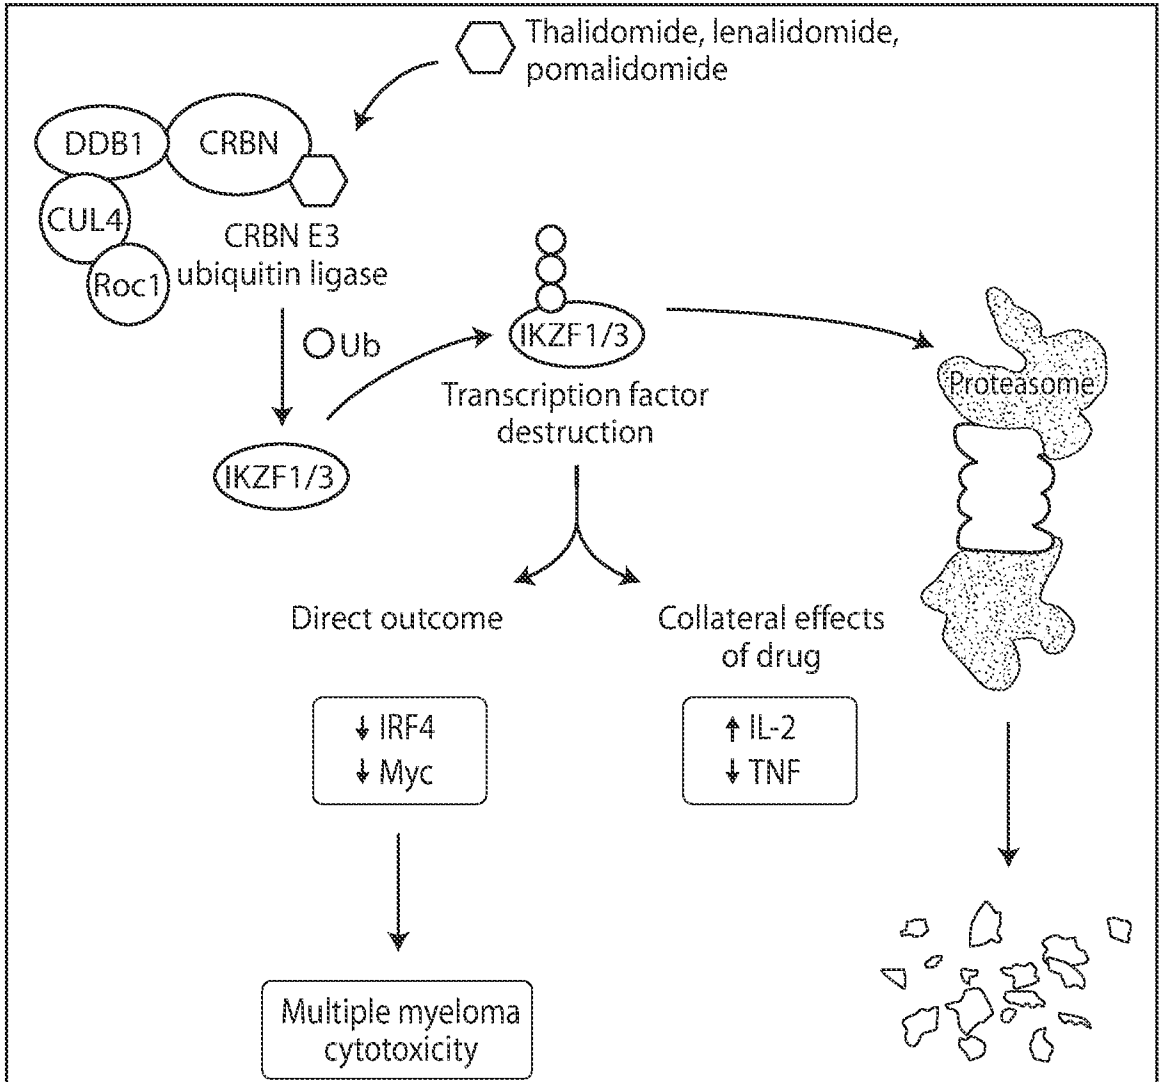 Thalidomide, lenalidomide,
pomalidomide
DDB1
CRBN
CUL4
Roc1
CRBN E3
ubiquitin ligase
Ub
IKZF1/3
IKZF1/3
Transcription factor
destruction
Proteasome
Direct outcome
Collateral effects
of drug
↓ IRF4
↓ Myc
↑ IL-2
↓ TNF
Multiple myeloma
cytotoxicity